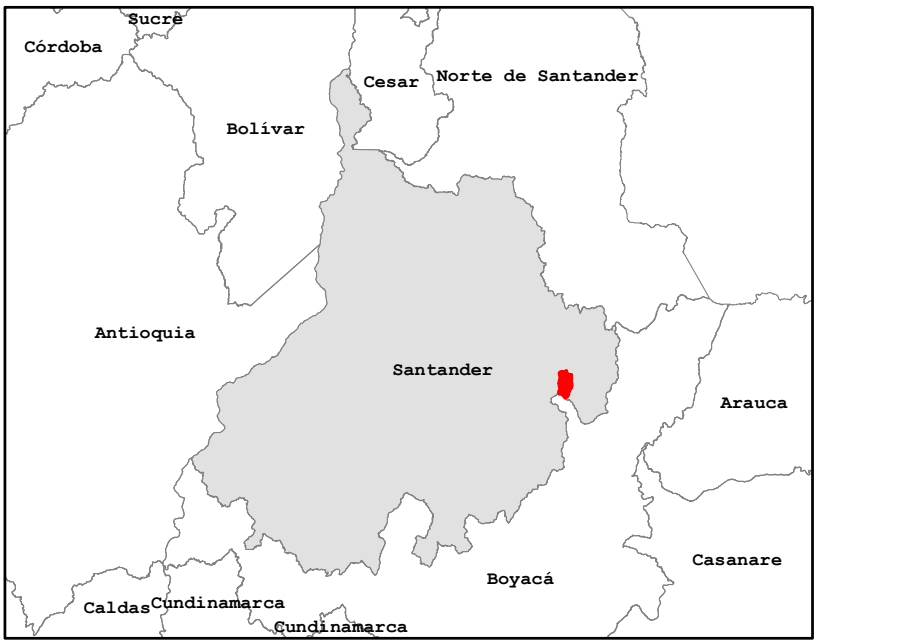 Sucre
Córdoba
Cesar
Norte de Santander
Bolívar
Antioquia
Santander
Arauca
Casanare
Boyacá
Caldas
Cundinamarca
Cundinamarca